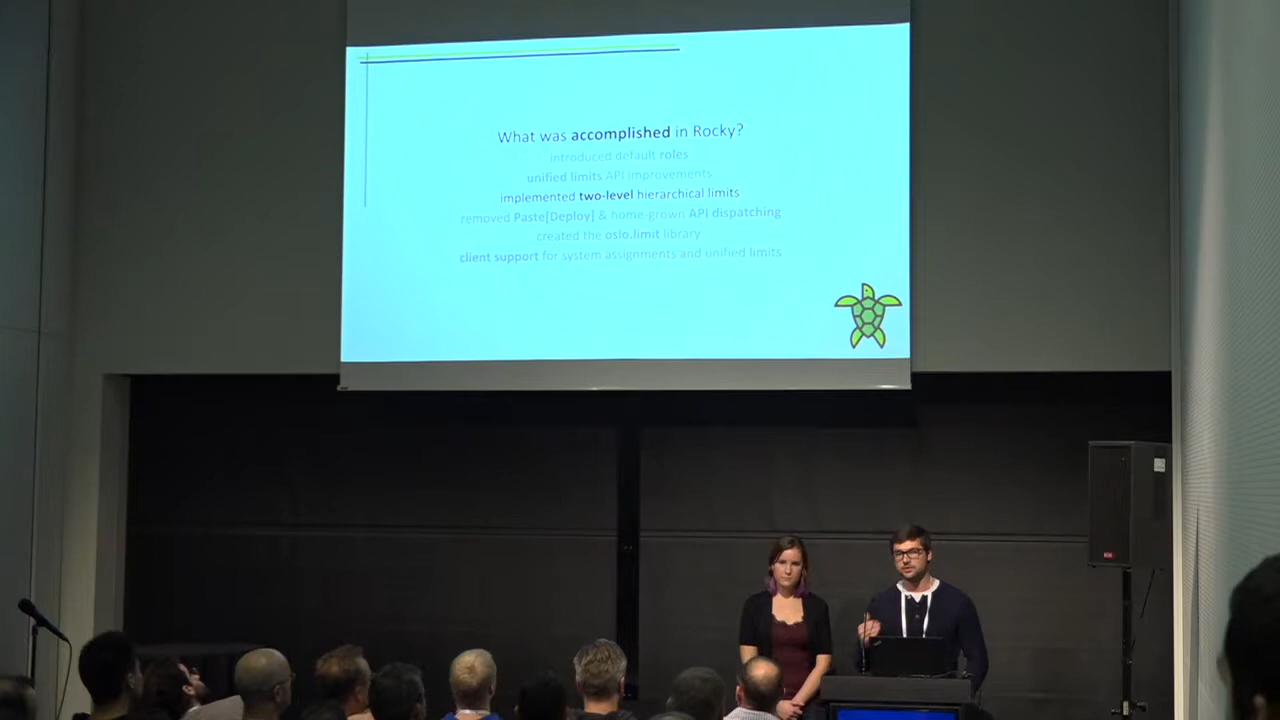 What was accomplished in Rocky?
introduced default roles
unified limits API improvements
implemented two-level hierarchical limits
removed Paste[Deploy] & home-grown API dispatching
created the oslo.limit library
client support for system assignments and unified limits